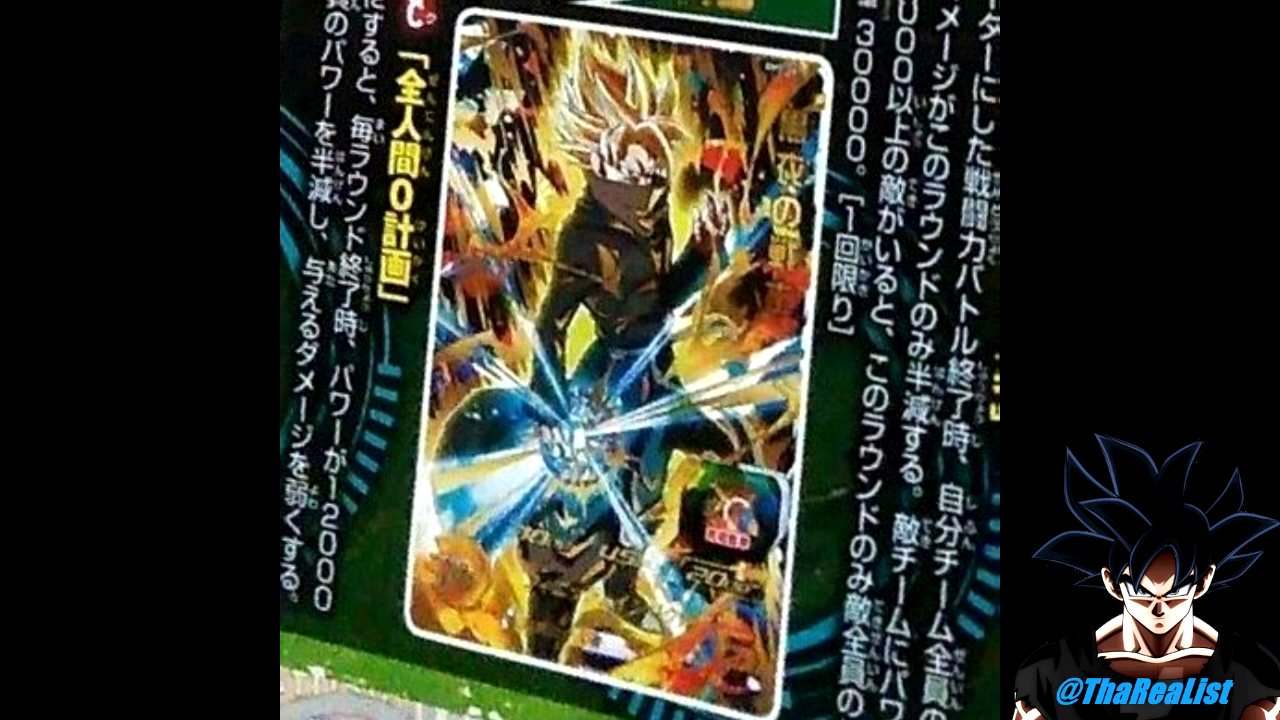 ーターにした戦闘力バトル終了時、自分チーム全員の
メージがこのラウンドのみ半減する。敵チームにパワ
000以上の敵がいると、このラウンドのみ敵全員の
3000。[1回限り]
「全人間0計画」
にすると、毎ラウンド終了時、パワーが12000
員のパワーを半減し、与えるダメージを弱くする。
@ThaReaList